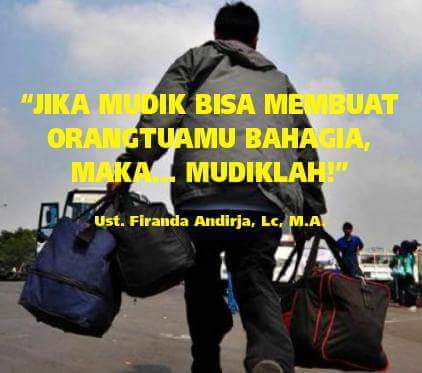 “JIKA MUDIK BISA MEMBUAT
ORANGTUAMU BAHAGIA,
MAKA... MUDIKLAH!”
Ust. Firanda Andirja, Lc, M.A.